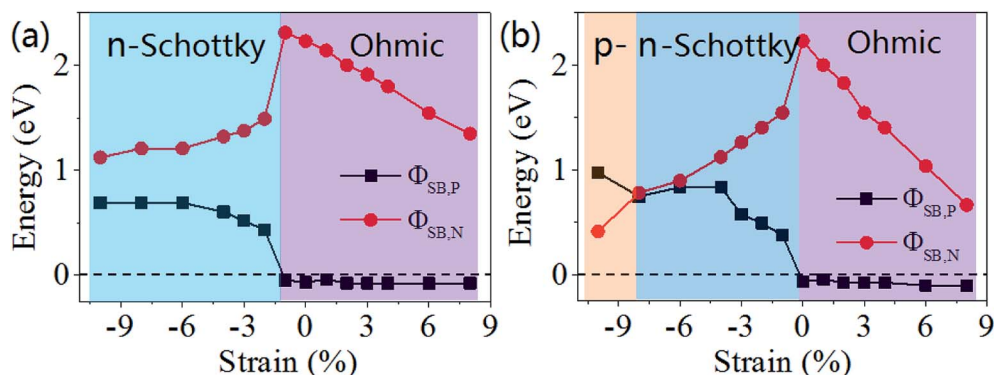 (a)
n-Schottky
Ohmic
2
1
0
Energy (eV)
Φ_SB,P
Φ_SB,N
-9 -6 -3 0 3 6 9
Strain (%)
(b)
p- n-Schottky
Ohmic
2
1
0
Energy (eV)
Φ_SB,P
Φ_SB,N
-9 -6 -3 0 3 6 9
Strain (%)